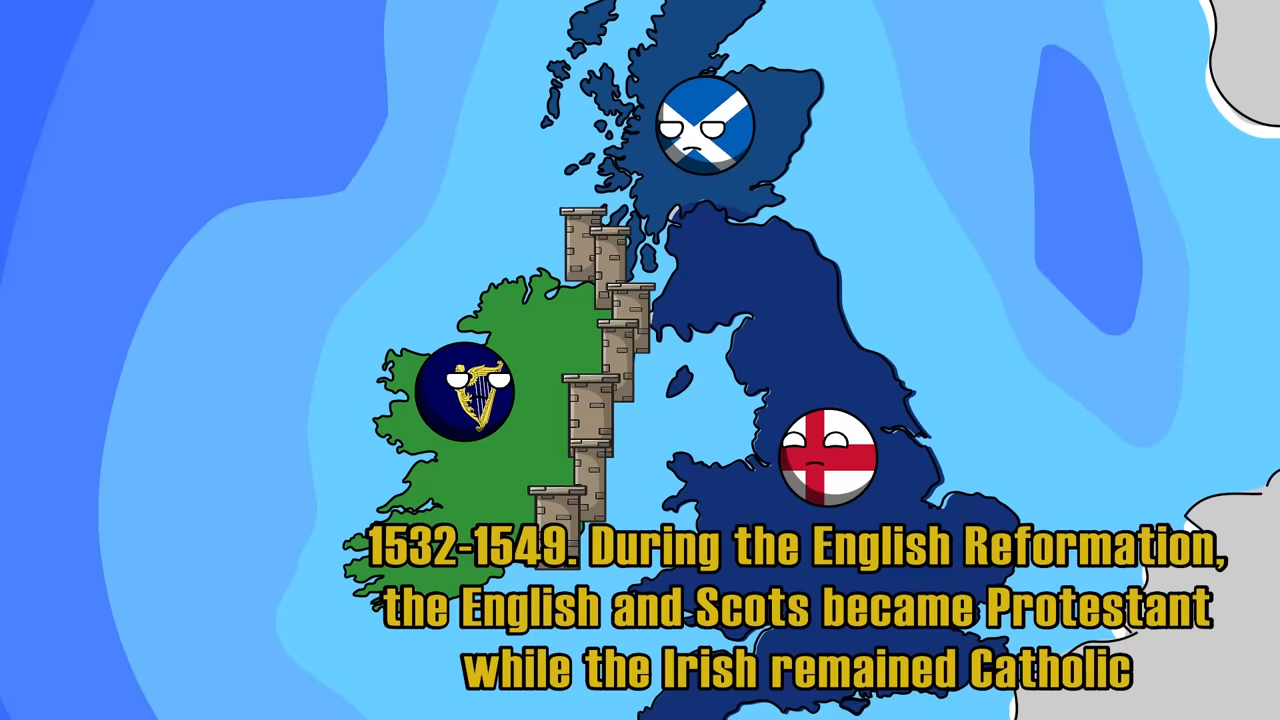 1532-1549. During the English Reformation,
the English and Scots became Protestant
while the Irish remained Catholic